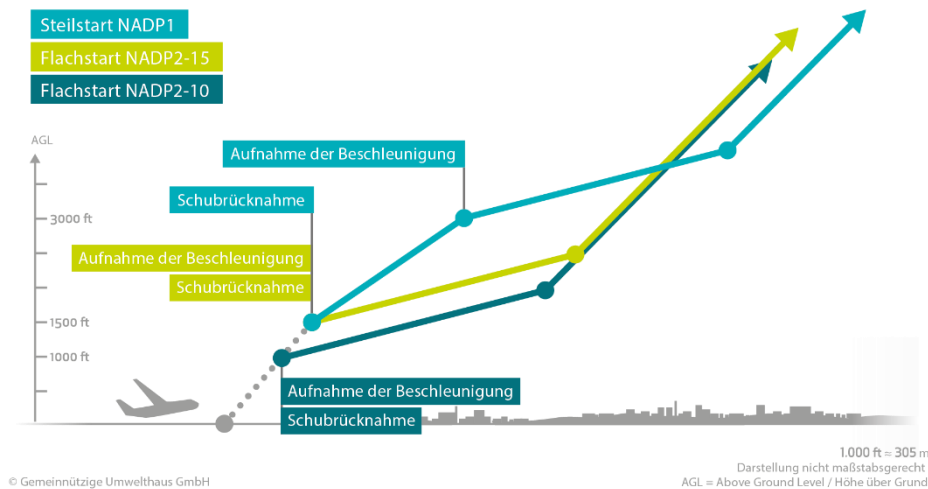 Steilstart NADP1
Flachstart NADP2-15
Flachstart NADP2-10
AGL
Aufnahme der Beschleunigung
Schubrücknahme
3000 ft
Aufnahme der Beschleunigung
Schubrücknahme
1500 ft
1000 ft
Aufnahme der Beschleunigung
Schubrücknahme
1.000 ft ≈ 305 m
Darstellung nicht maßstabsgerecht
© Gemeinnützige Umwelthaus GmbH
AGL = Above Ground Level / Höhe über Grund